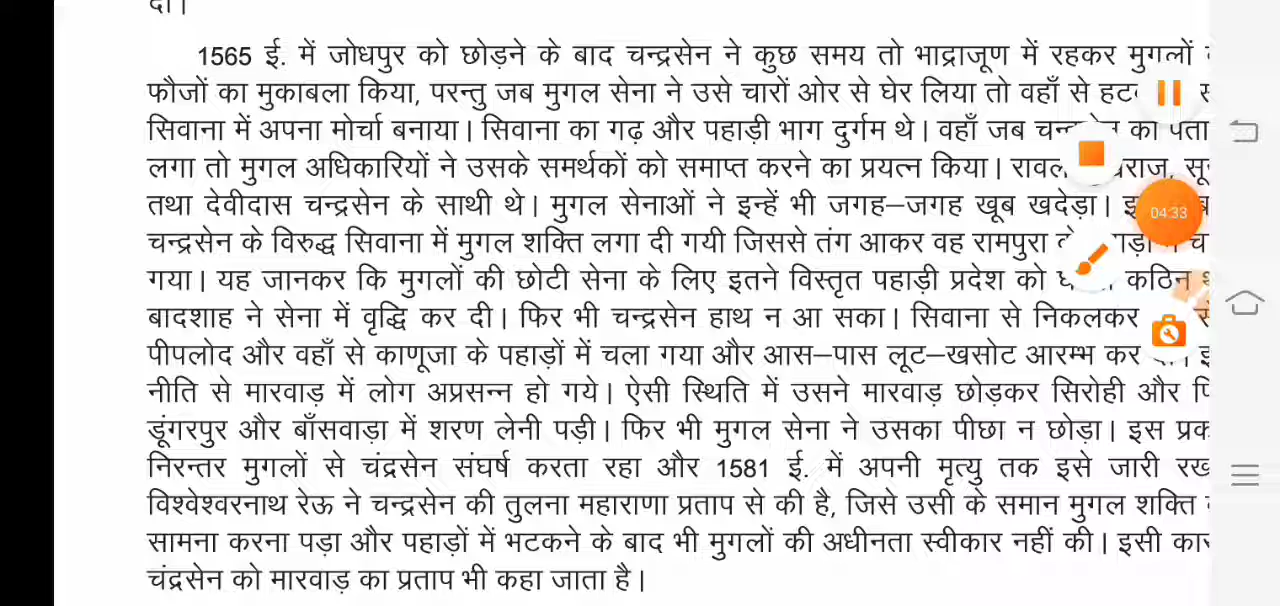 दी।
1565 ई. में जोधपुर को छोड़ने के बाद चन्द्रसेन ने कुछ समय तो भाद्राजूण में रहकर मुगलों
फौजों का मुकाबला किया, परन्तु जब मुगल सेना ने उसे चारों ओर से घेर लिया तो वहाँ से
सिवाना में अपना मोर्चा बनाया। सिवाना का गढ़ और पहाड़ी भाग दुर्गम थे। वहाँ जब का पता
लगा तो मुगल अधिकारियों ने उसके समर्थकों को समाप्त करने का प्रयत्न किया।
तथा देवीदास चन्द्रसेन के साथी थे। मुगल सेनाओं ने इन्हें भी जगह–जगह खूब खदेड़ा।
04:33
चन्द्रसेन के विरुद्ध सिवाना में मुगल शक्ति लगा दी गयी जिससे तंग आकर वह रामपुरा
गया। यह जानकर कि मुगलों की छोटी सेना के लिए इतने विस्तृत पहाड़ी प्रदेश को कठिन
बादशाह ने सेना में वृद्धि कर दी। फिर भी चन्द्रसेन हाथ न आ सका। सिवाना से निकलकर
पीपलोद और वहाँ से काणूजा के पहाड़ों में चला गया और आस–पास लूट–खसोट आरम्भ कर
नीति से मारवाड़ में लोग अप्रसन्न हो गये। ऐसी स्थिति में उसने मारवाड़ छोड़कर सिरोही और
डूंगरपुर और बाँसवाड़ा में शरण लेनी पड़ी। फिर भी मुगल सेना ने उसका पीछा न छोड़ा। इस
निरन्तर मुगलों से चंद्रसेन संघर्ष करता रहा और 1581 ई. में अपनी मृत्यु तक इसे जारी
विश्वेश्वरनाथ रेऊ ने चन्द्रसेन की तुलना महाराणा प्रताप से की है, जिसे उसी के समान मुगल शक्ति
सामना करना पड़ा और पहाड़ों में भटकने के बाद भी मुगलों की अधीनता स्वीकार नहीं की। इसी
चंद्रसेन को मारवाड़ का प्रताप भी कहा जाता है।